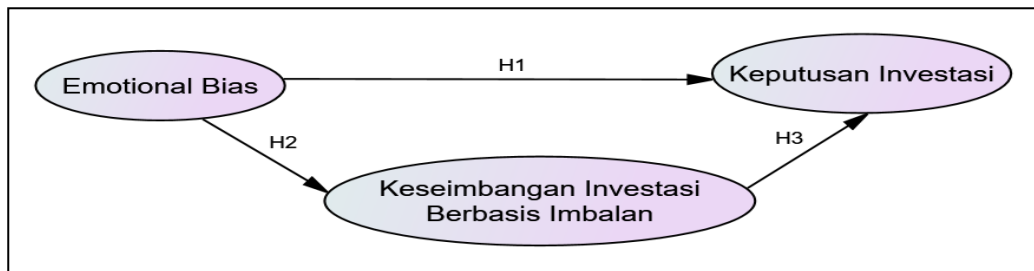 H1
Emotional Bias
Keputusan Investasi
H2
H3
Keseimbangan Investasi
Berbasis Imbalan